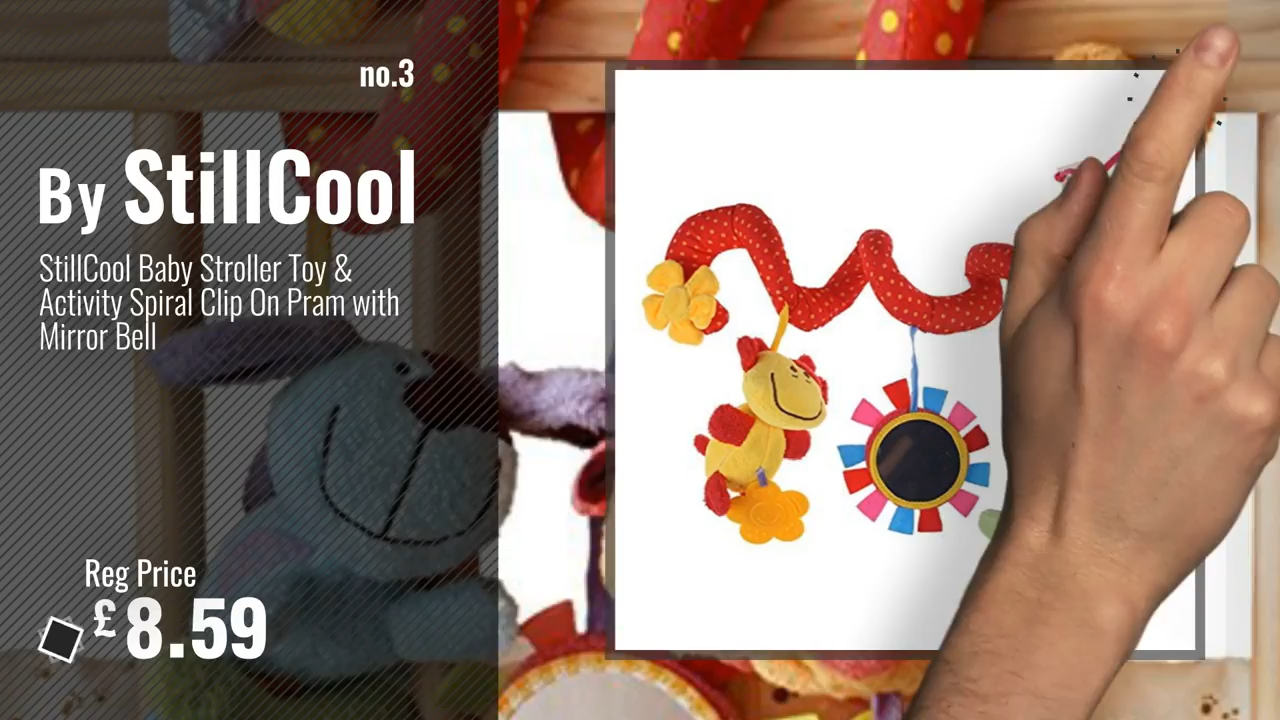 no.3
By StillCool
StillCool Baby Stroller Toy &
Activity Spiral Clip On Pram with
Mirror Bell
Reg Price
£8.59